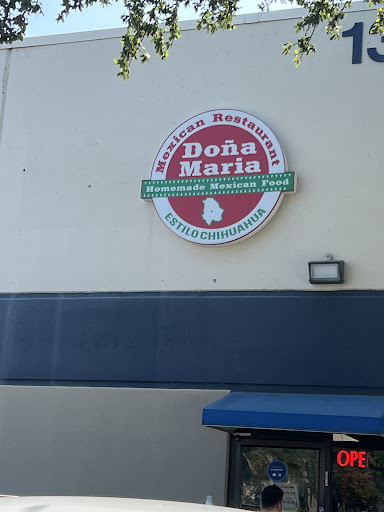 Mexican Restaurant
Doña
Maria
Homemade Mexican Food
ESTILO CHIHUAHUA
OPE